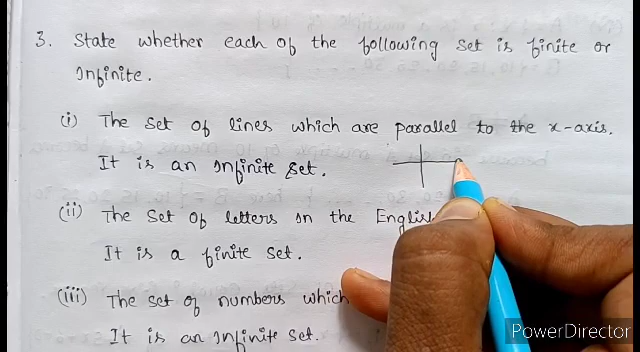 3. State whether each of the following set is finite or
Infinite.
(i) The set of lines which are parallel to the x-axis.
It is an Infinite set.
(ii) The set of letters in the English
It is a finite set.
(iii) The set of numbers which
It is an Infinite set.
PowerDirector